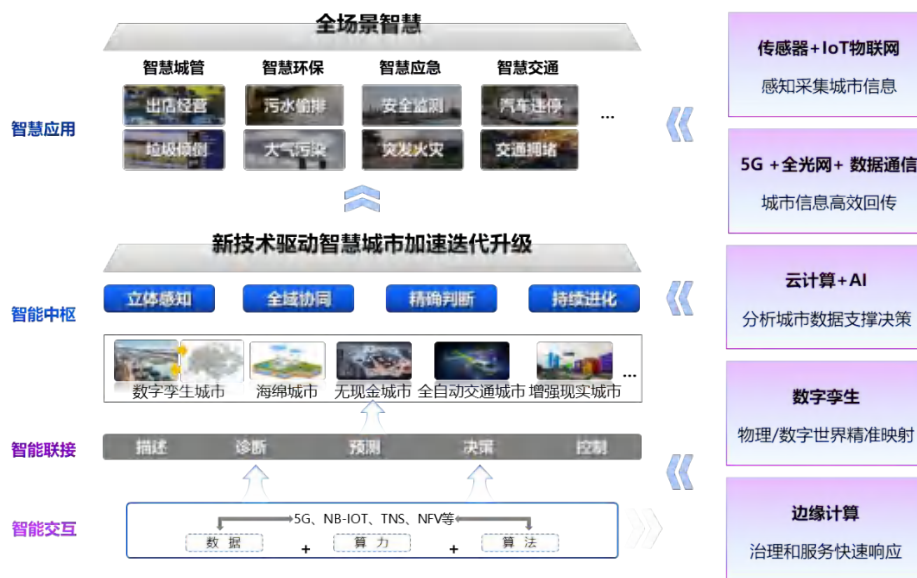 全场景智慧
智慧城管 智慧环保 智慧应急 智慧交通
出店经营 污水偷排 安全监测 汽车违停
智慧应用
垃圾倾倒 大气污染 突发火灾 交通拥堵
...
新技术驱动智慧城市加速迭代升级
智能中枢
立体感知 全域协同 精确判断 持续进化
数字孪生城市 海绵城市 无现金城市 全自动交通城市 增强现实城市
...
智能联接
描述 诊断 预测 决策 控制
智能交互
5G、NB-IOT、TNS、NFV等
数 据 + 算 力 + 算 法
传感器+IoT物联网
感知采集城市信息
5G +全光网+ 数据通信
城市信息高效回传
云计算+AI
分析城市数据支撑决策
数字孪生
物理/数字世界精准映射
边缘计算
治理和服务快速响应